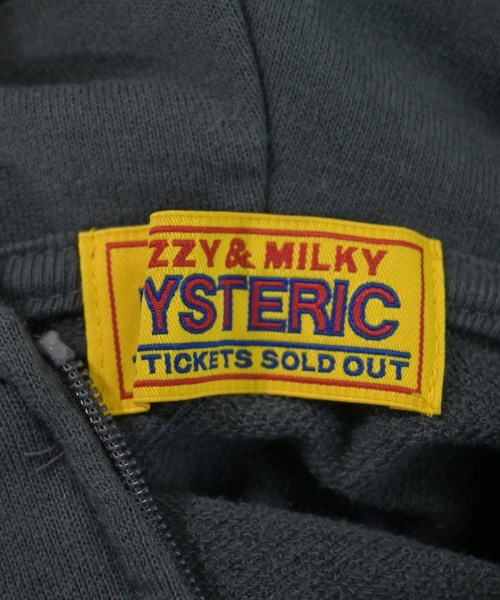 ZZY & MILKY
YSTERIC
TICKETS SOLD OUT